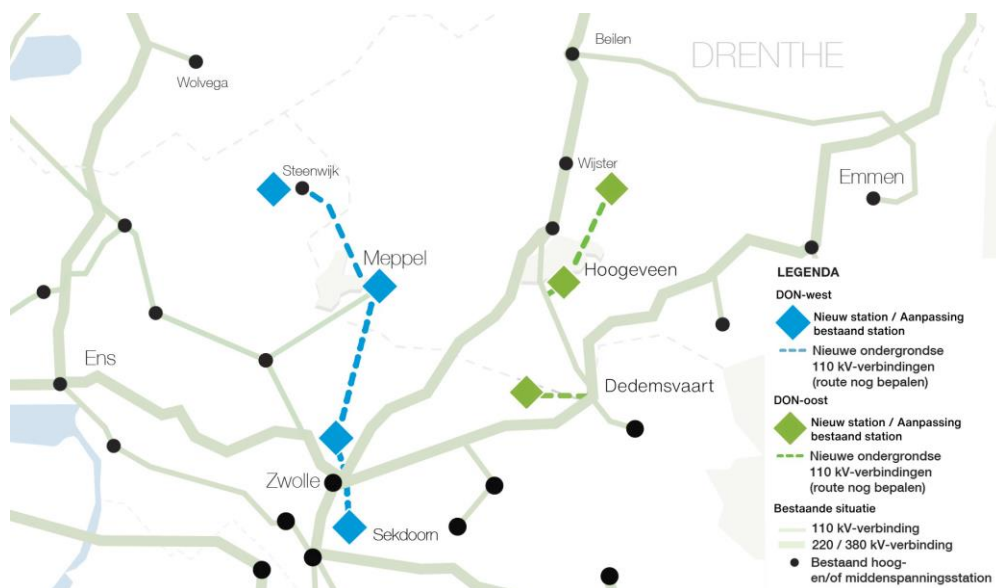 Beilen
DRENTHE
Wolvega
Steenwijk
Wijster
Emmen
Meppel
Hoogeveen
Ens
Dedemsvaart
Zwolle
Sekdoorn
LEGENDA
DON-west
Nieuw station / Aanpassing
bestaand station
Nieuwe ondergrondse
110 kV-verbindingen
(route nog bepalen)
DON-oost
Nieuw station / Aanpassing
bestaand station
Nieuwe ondergrondse
110 kV-verbindingen
(route nog bepalen)
Bestaande situatie
110 kV-verbinding
220 / 380 kV-verbinding
Bestaand hoog-
en/of middenspanningsstation